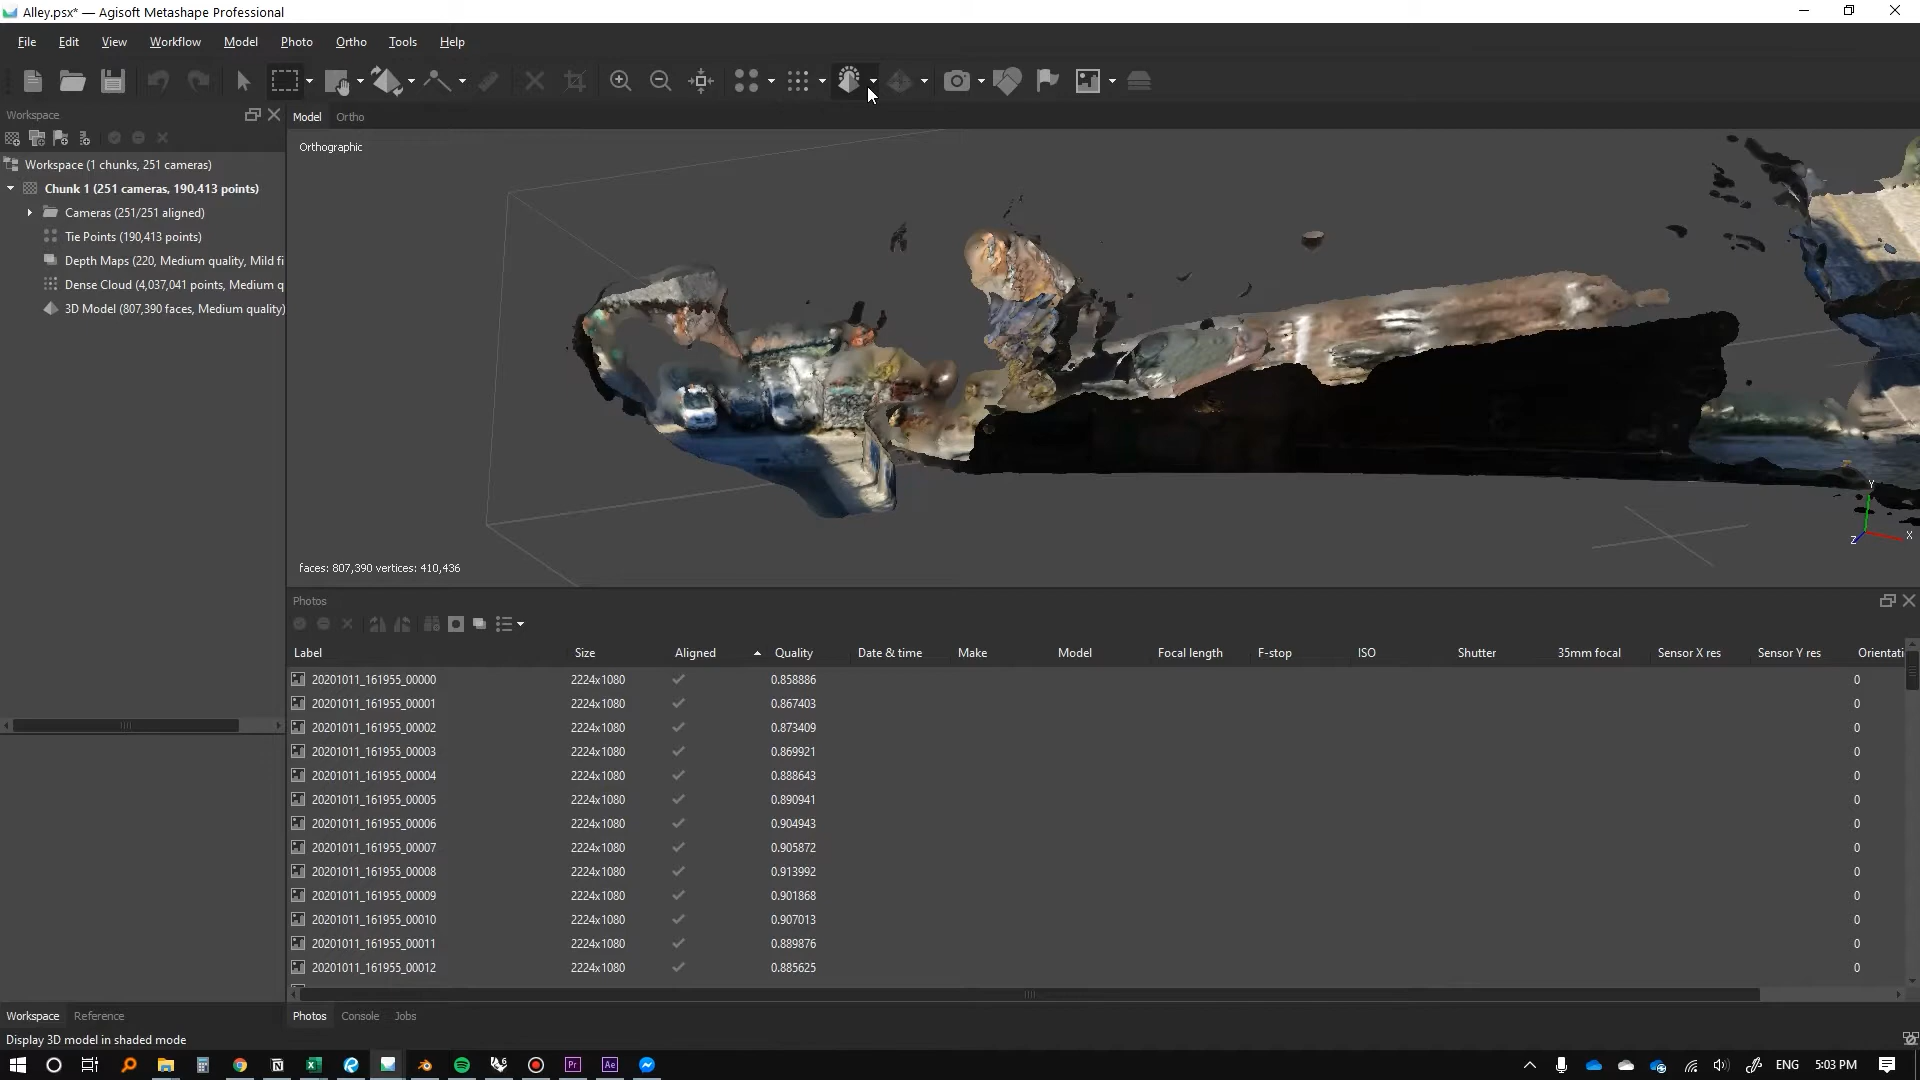 Alley.psx* — Agisoft Metashape Professional
File Edit View Workflow Model Photo Ortho Tools Help
Workspace
Model Ortho
Orthographic
Workspace (1 chunks, 251 cameras)
Chunk 1 (251 cameras, 190,413 points)
Cameras (251/251 aligned)
Tie Points (190,413 points)
Depth Maps (220, Medium quality, Mild fi
Dense Cloud (4,037,041 points, Medium q
3D Model (807,390 faces, Medium quality)
Y
Z
X
faces: 807,390 vertices: 410,436
Photos
Label Size Aligned Quality Date & time Make Model Focal length F-stop ISO Shutter 35mm focal Sensor X res Sensor Y res Orientati
20201011_161955_00000 2224x1080 0.858886 0
20201011_161955_00001 2224x1080 0.867403 0
20201011_161955_00002 2224x1080 0.873409 0
20201011_161955_00003 2224x1080 0.869921 0
20201011_161955_00004 2224x1080 0.888643 0
20201011_161955_00005 2224x1080 0.890941 0
20201011_161955_00006 2224x1080 0.904943 0
20201011_161955_00007 2224x1080 0.905872 0
20201011_161955_00008 2224x1080 0.913992 0
20201011_161955_00009 2224x1080 0.901868 0
20201011_161955_00010 2224x1080 0.907013 0
20201011_161955_00011 2224x1080 0.889876 0
20201011_161955_00012 2224x1080 0.885625 0
Workspace Reference
Photos Console Jobs
Display 3D model in shaded mode
Pr Ae
ENG 5:03 PM